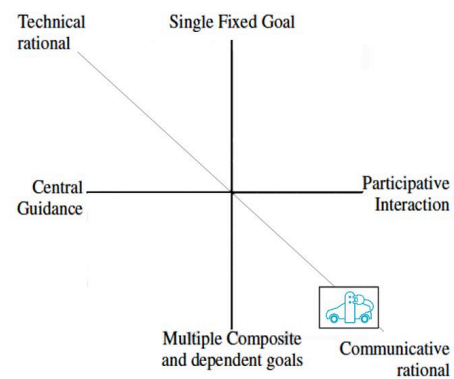 Technical
rational
Single Fixed Goal
Central
Guidance
Participative
Interaction
Multiple Composite
and dependent goals
Communicative
rational